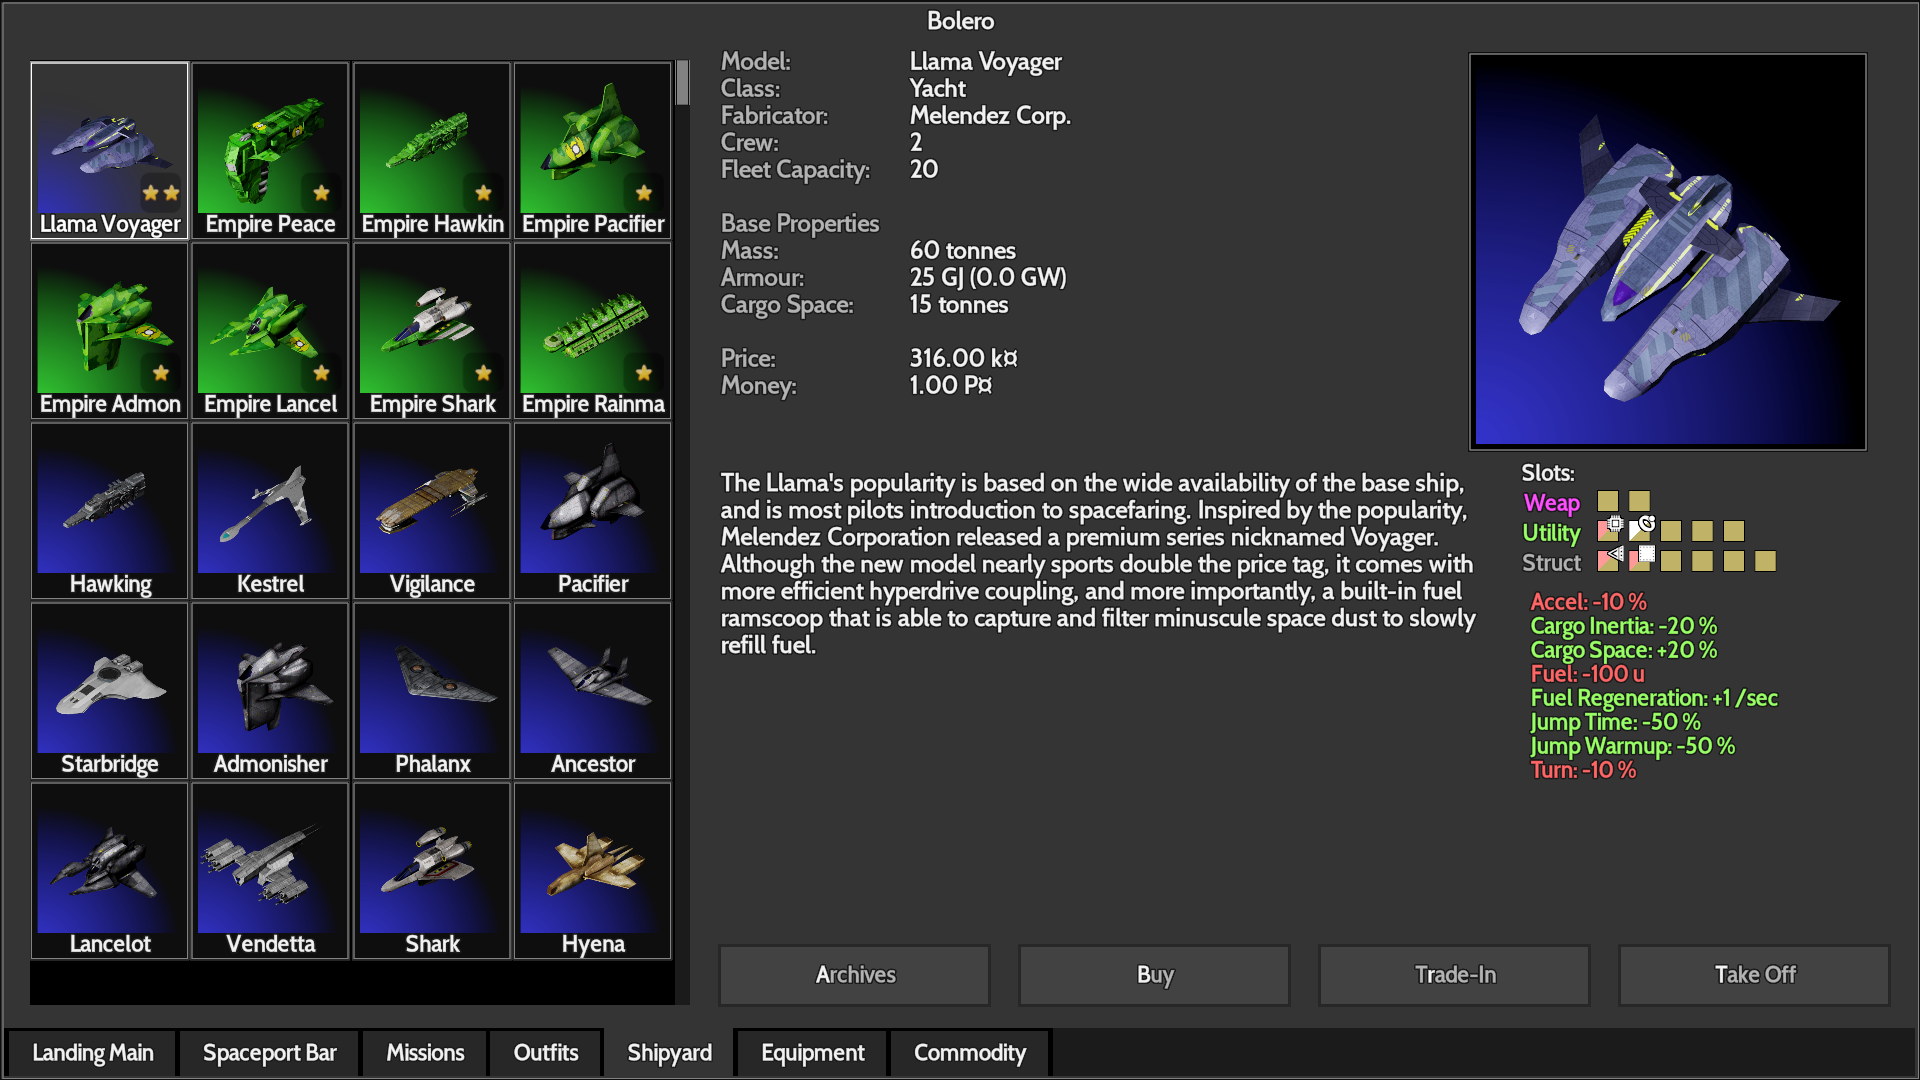 Bolero
Llama Voyager
Empire Peace
Empire Hawkin
Empire Pacifier
Empire Admon
Empire Lancel
Empire Shark
Empire Rainma
Hawking
Kestrel
Vigilance
Pacifier
Starbridge
Admonisher
Phalanx
Ancestor
Lancelot
Vendetta
Shark
Hyena
Model: Llama Voyager
Class: Yacht
Fabricator: Melendez Corp.
Crew: 2
Fleet Capacity: 20
Base Properties
Mass: 60 tonnes
Armour: 25 GJ (0.0 GW)
Cargo Space: 15 tonnes
Price: 316.00 k¤
Money: 1.00 P¤
The Llama's popularity is based on the wide availability of the base ship,
and is most pilots introduction to spacefaring. Inspired by the popularity,
Melendez Corporation released a premium series nicknamed Voyager.
Although the new model nearly sports double the price tag, it comes with
more efficient hyperdrive coupling, and more importantly, a built-in fuel
ramscoop that is able to capture and filter minuscule space dust to slowly
refill fuel.
Slots:
Weap
Utility
Struct
Accel: -10 %
Cargo Inertia: -20 %
Cargo Space: +20 %
Fuel: -100 u
Fuel Regeneration: +1 /sec
Jump Time: -50 %
Jump Warmup: -50 %
Turn: -10 %
Archives
Buy
Trade-In
Take Off
Landing Main
Spaceport Bar
Missions
Outfits
Shipyard
Equipment
Commodity